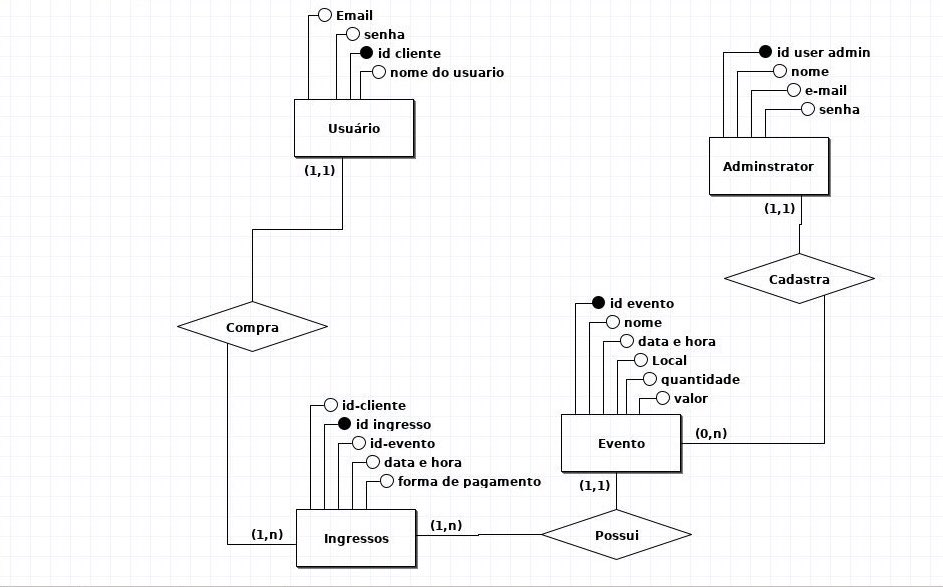 Email
senha
id cliente
nome do usuario
Usuário
(1,1)
id user admin
nome
e-mail
senha
Adminstrator
(1,1)
Cadastra
Compra
id evento
nome
data e hora
Local
quantidade
valor
Evento
(0,n)
(1,1)
id-cliente
id ingresso
id-evento
data e hora
forma de pagamento
Ingressos
(1,n)
(1,n)
Possui